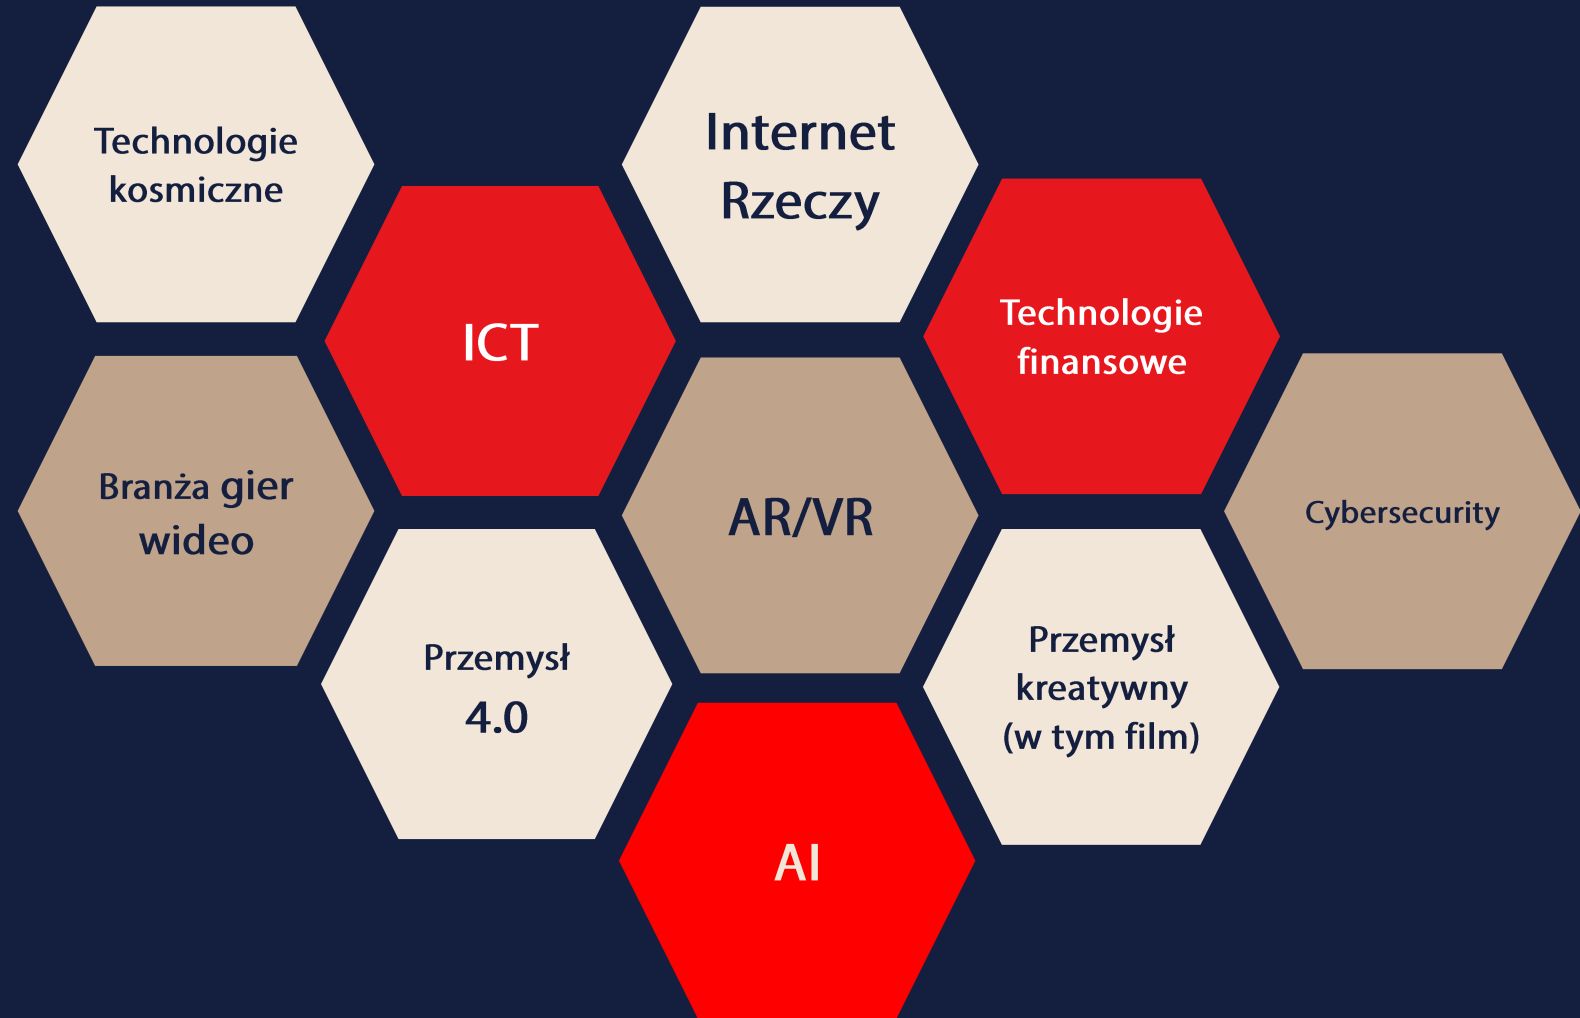 Technologie
kosmiczne
Internet
Rzeczy
ICT
Technologie
finansowe
Branża gier
wideo
AR/VR
Cybersecurity
Przemysł
4.0
Przemysł
kreatywny
(w tym film)
AI